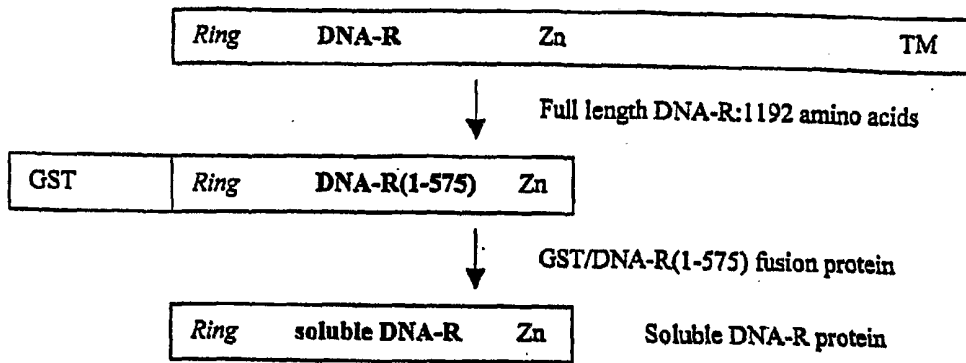 Ring DNA-R Zn TM
Full length DNA-R:1192 amino acids
GST Ring DNA-R(1-575) Zn
GST/DNA-R(1-575) fusion protein
Ring soluble DNA-R Zn Soluble DNA-R protein